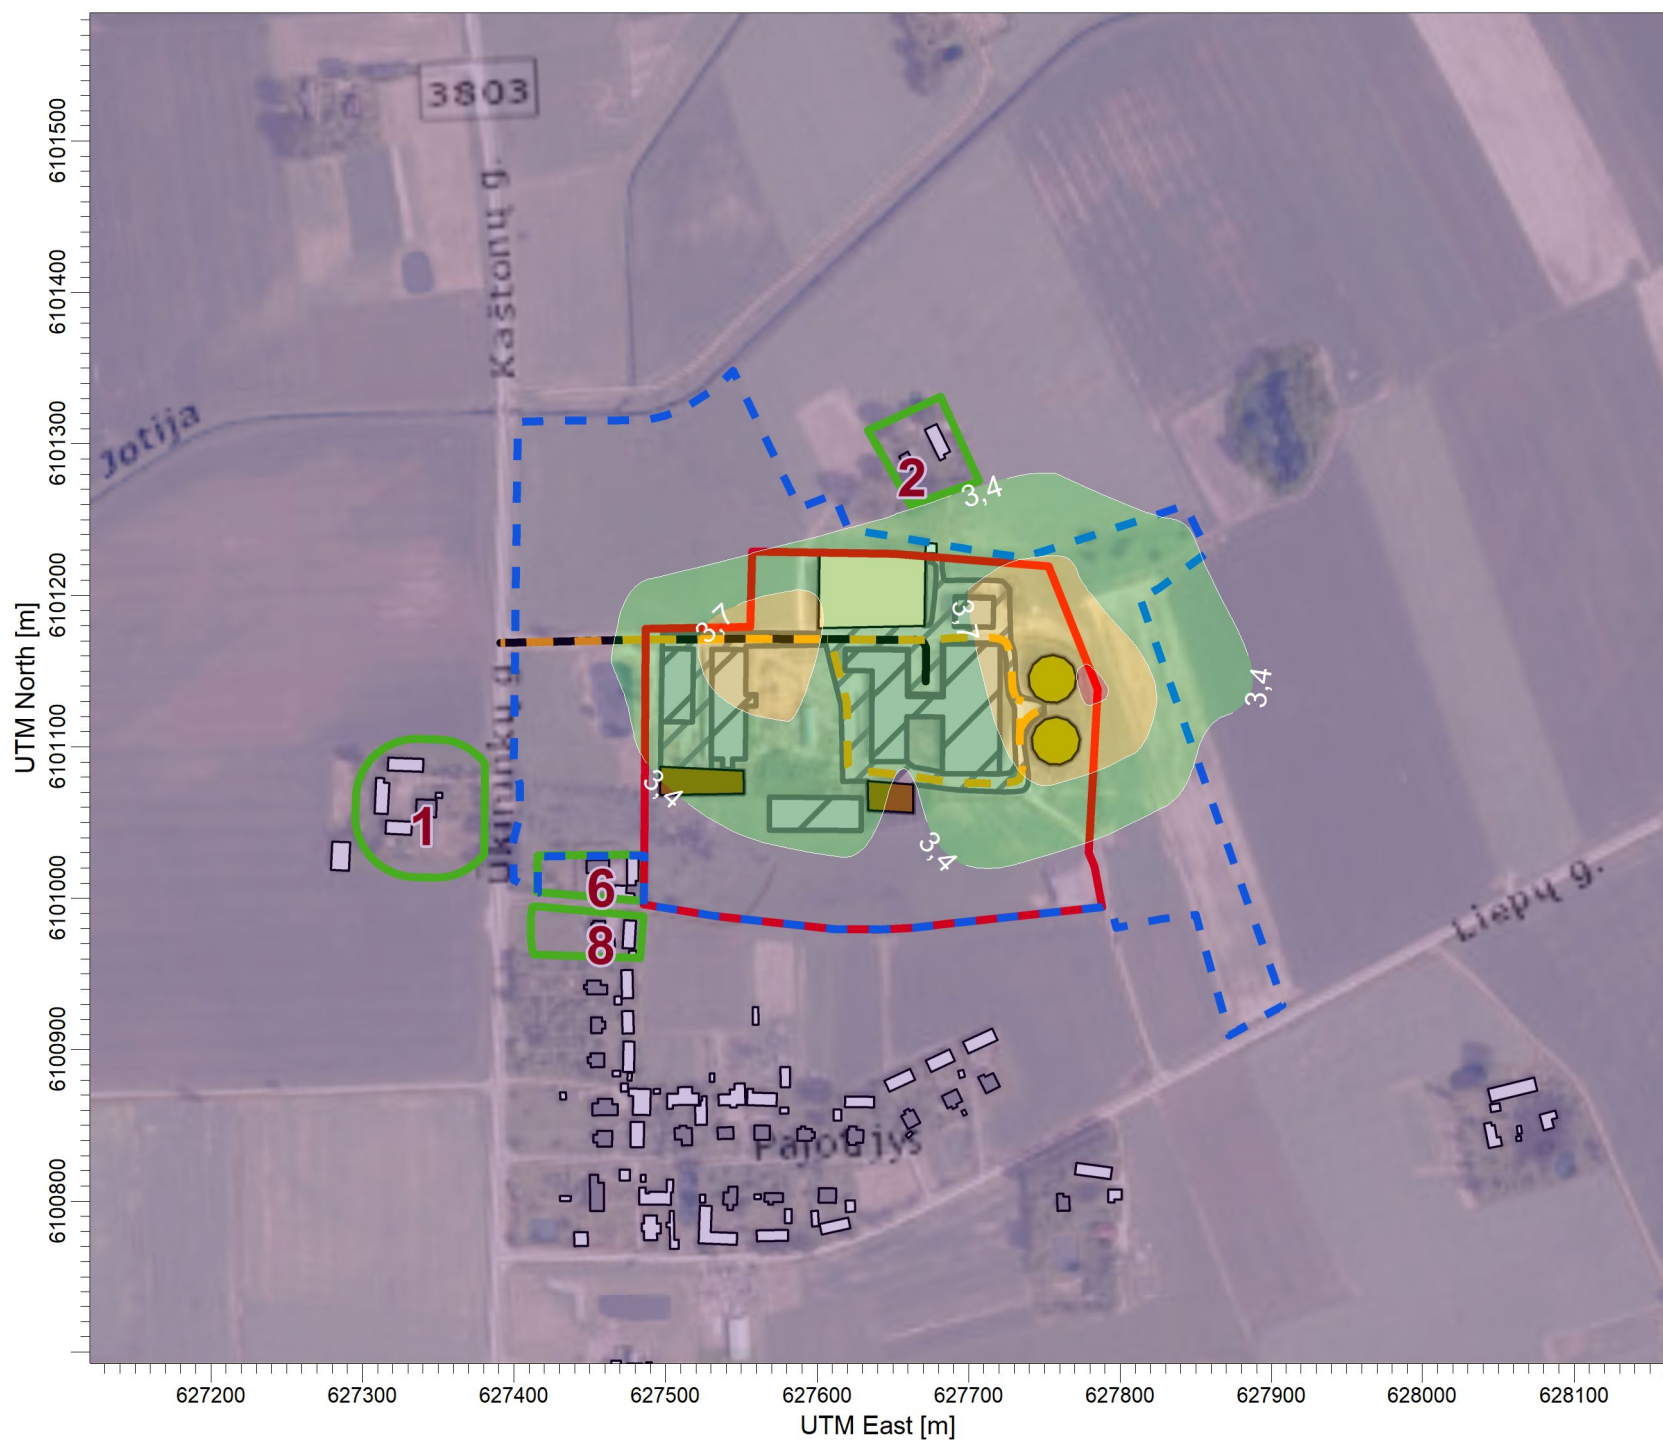 3803
Kaštonų g.
Jotija
2
3,4
3,7
3,7
3,4
Ūkininkų g.
3,4
1
3,4
6
8
Liepų g.
Pajotijys
UTM North [m]
6101500
6101400
6101300
6101200
6101100
6101000
6100900
6100800
627200 627300 627400 627500 627600 627700 627800 627900 628000 628100
UTM East [m]